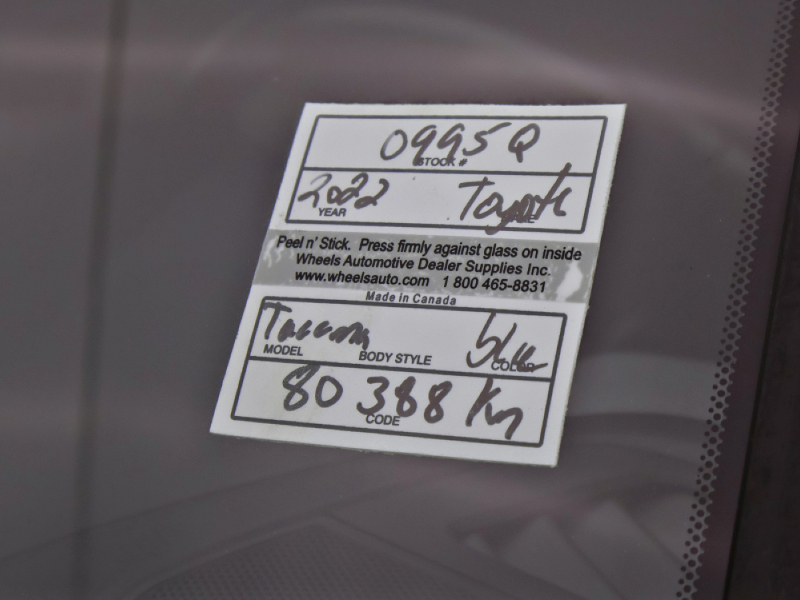 0995Q
STOCK #
2022 Toyota
YEAR
Peel n' Stick. Press firmly against glass on inside
Wheels Automotive Dealer Supplies Inc.
www.wheelsauto.com 1 800 465-8831
Made in Canada
Tacoma blue
MODEL BODY STYLE COLOR
80 388 Km
CODE